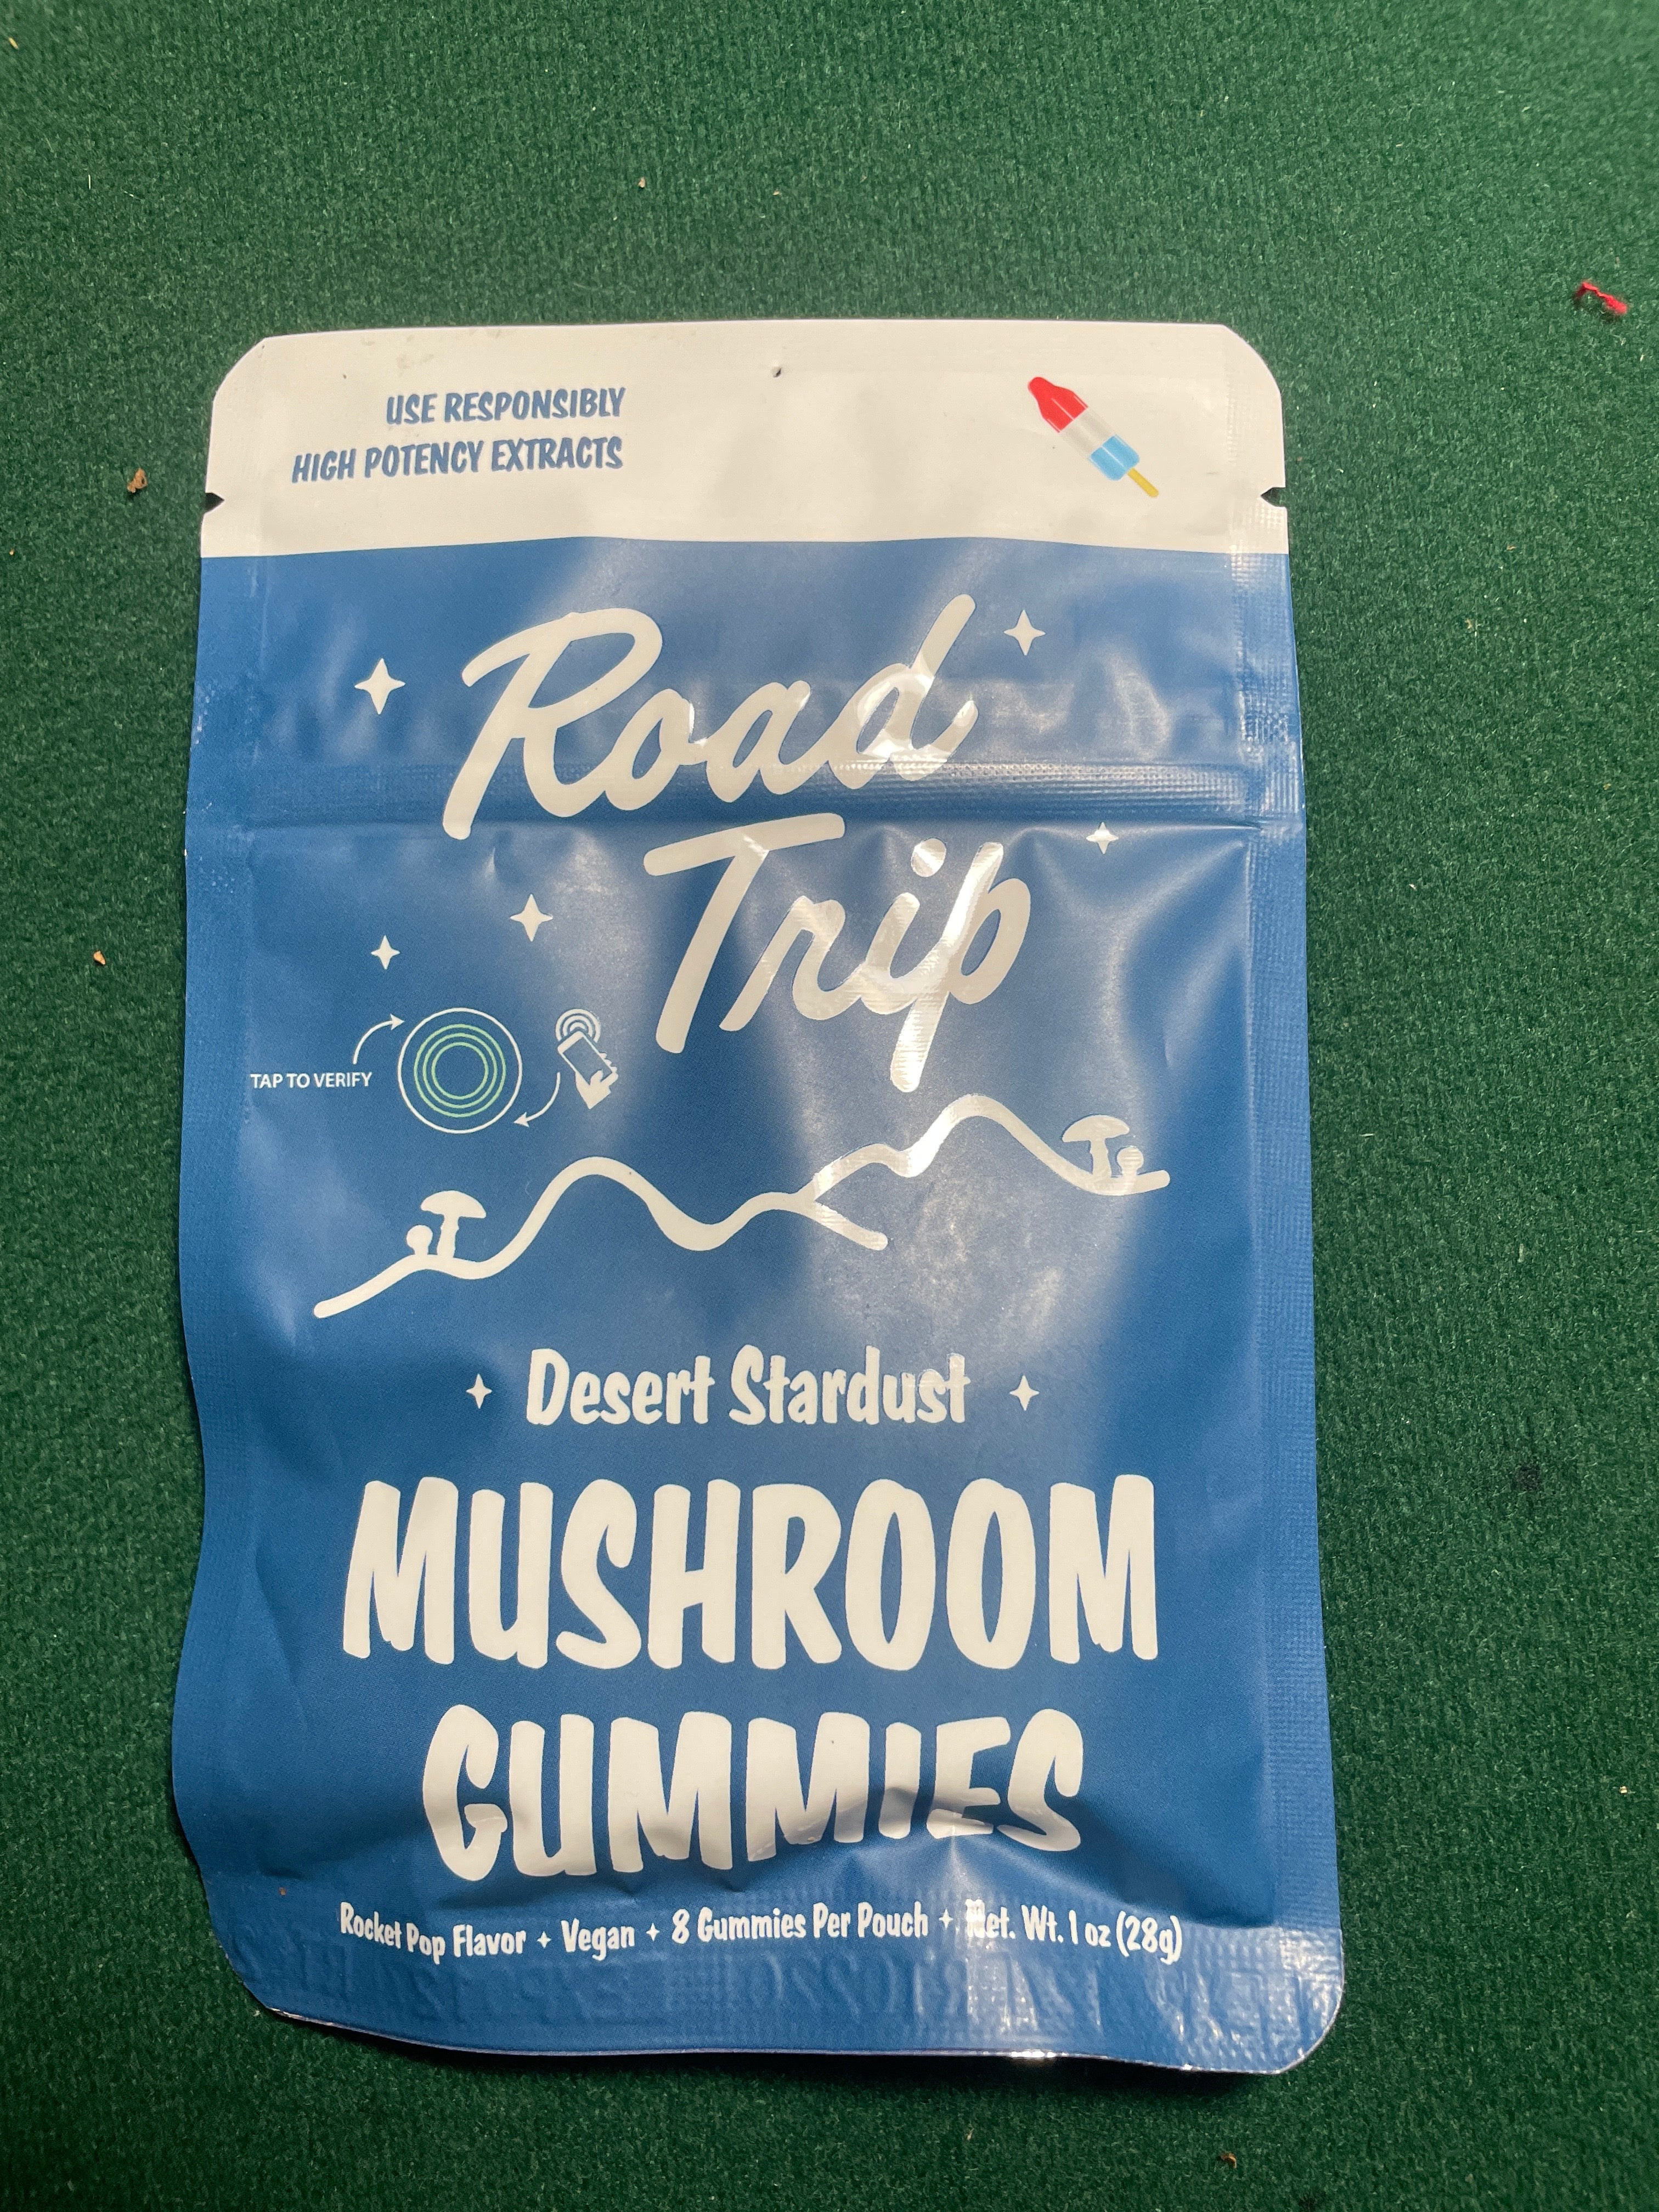 USE RESPONSIBLY
HIGH POTENCY EXTRACTS
Road
Trip
TAP TO VERIFY
Desert Stardust
MUSHROOM
GUMMIES
Rocket Pop Flavor + Vegan + 8 Gummies Per Pouch + Net. Wt. 1 oz (28g)